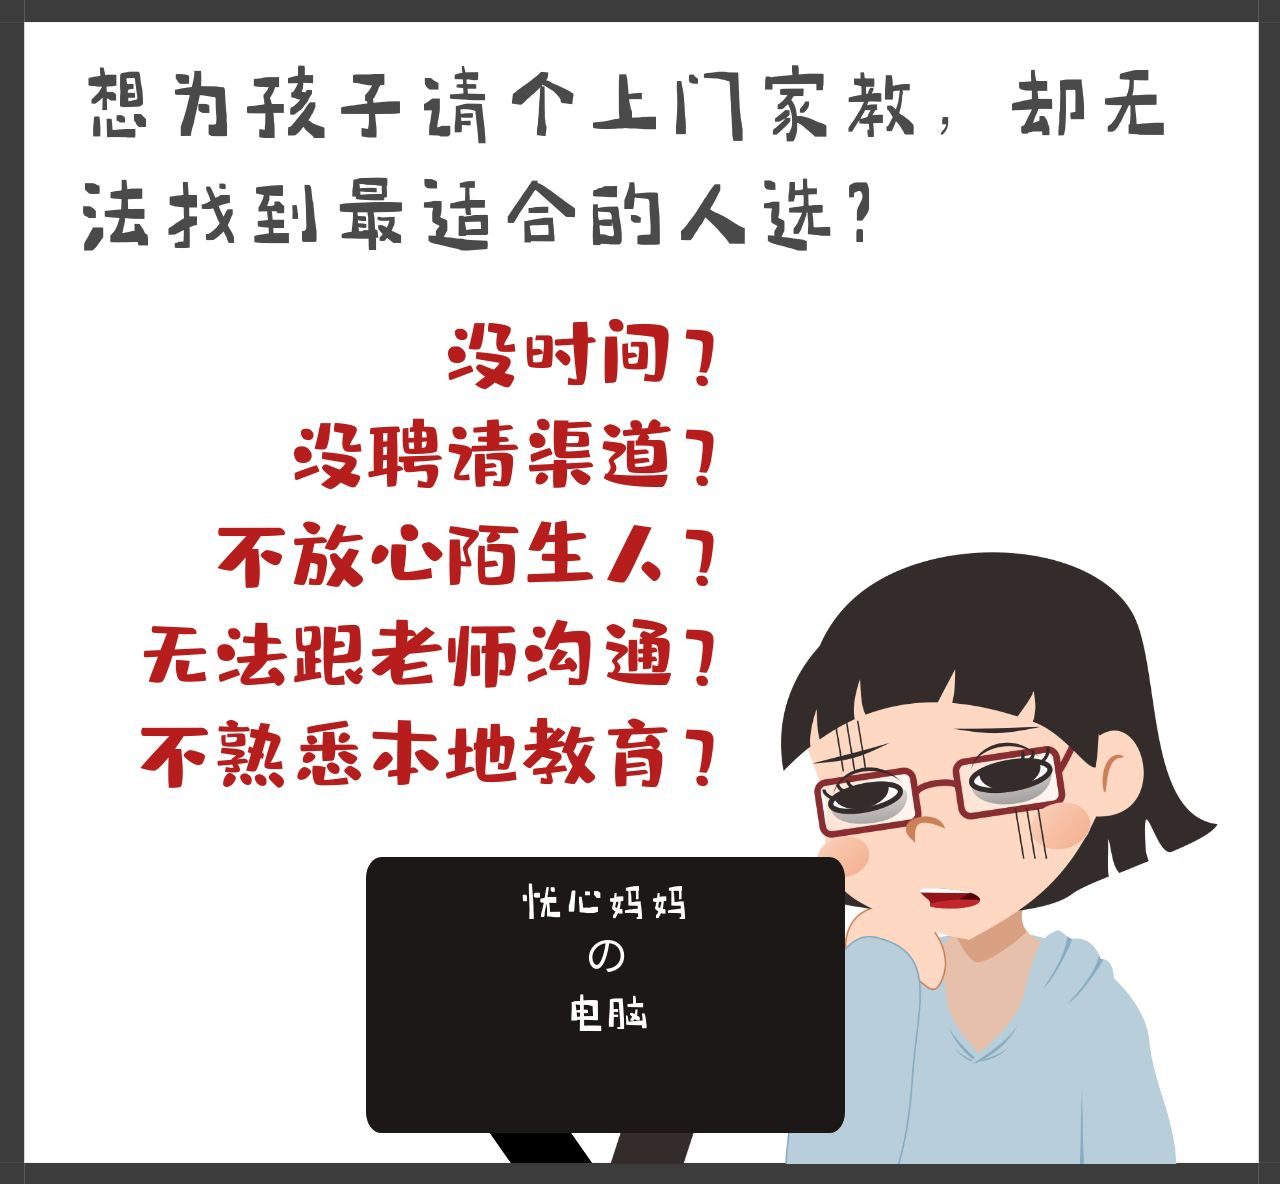 想为孩子请个上门家教，却无
法找到最适合的人选？
没时间？
没聘请渠道？
不放心陌生人？
无法跟老师沟通？
不熟悉本地教育？
忧心妈妈
の
电脑